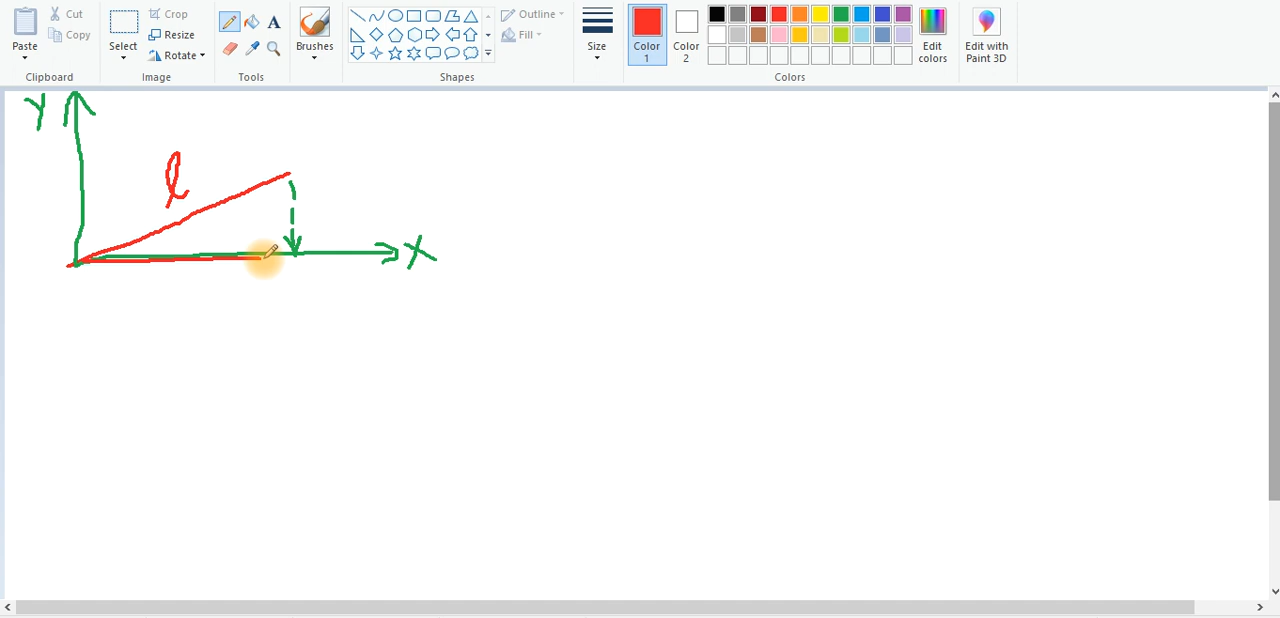 Paste
Cut
Copy
Clipboard
Select
Crop
Resize
Rotate
Image
A
Tools
Brushes
Outline
Fill
Shapes
Size
Color
1
Color
2
Edit
colors
Edit with
Paint 3D
Colors
Y
l
X